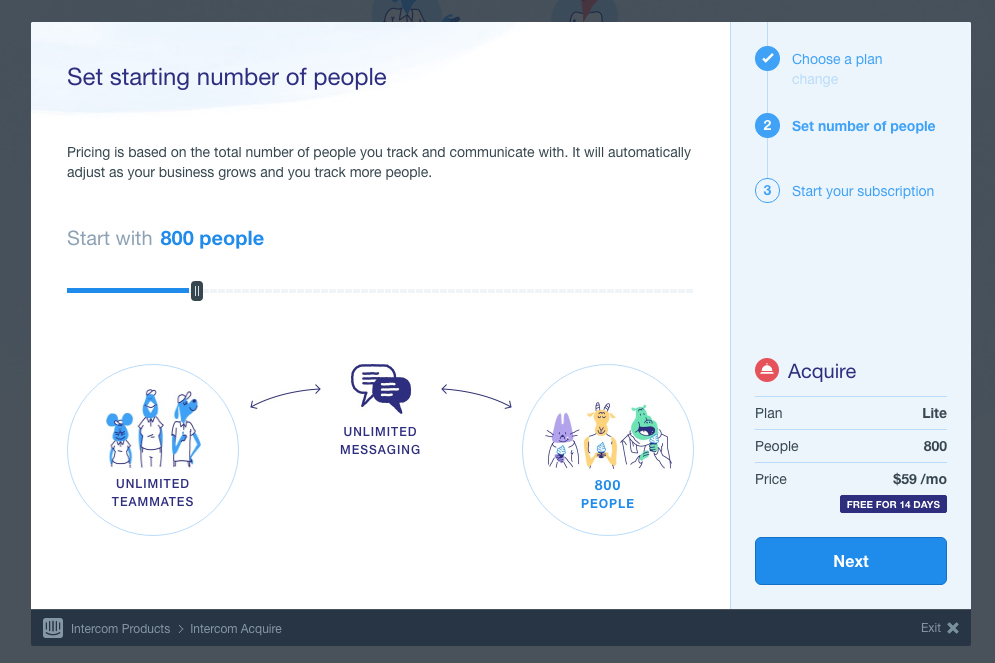 Set starting number of people
Pricing is based on the total number of people you track and communicate with. It will automatically
adjust as your business grows and you track more people.
Start with 800 people
UNLIMITED
TEAMMATES
UNLIMITED
MESSAGING
800
PEOPLE
Choose a plan
change
2 Set number of people
3 Start your subscription
Acquire
Plan Lite
People 800
Price $59 /mo
FREE FOR 14 DAYS
Next
Intercom Products > Intercom Acquire
Exit